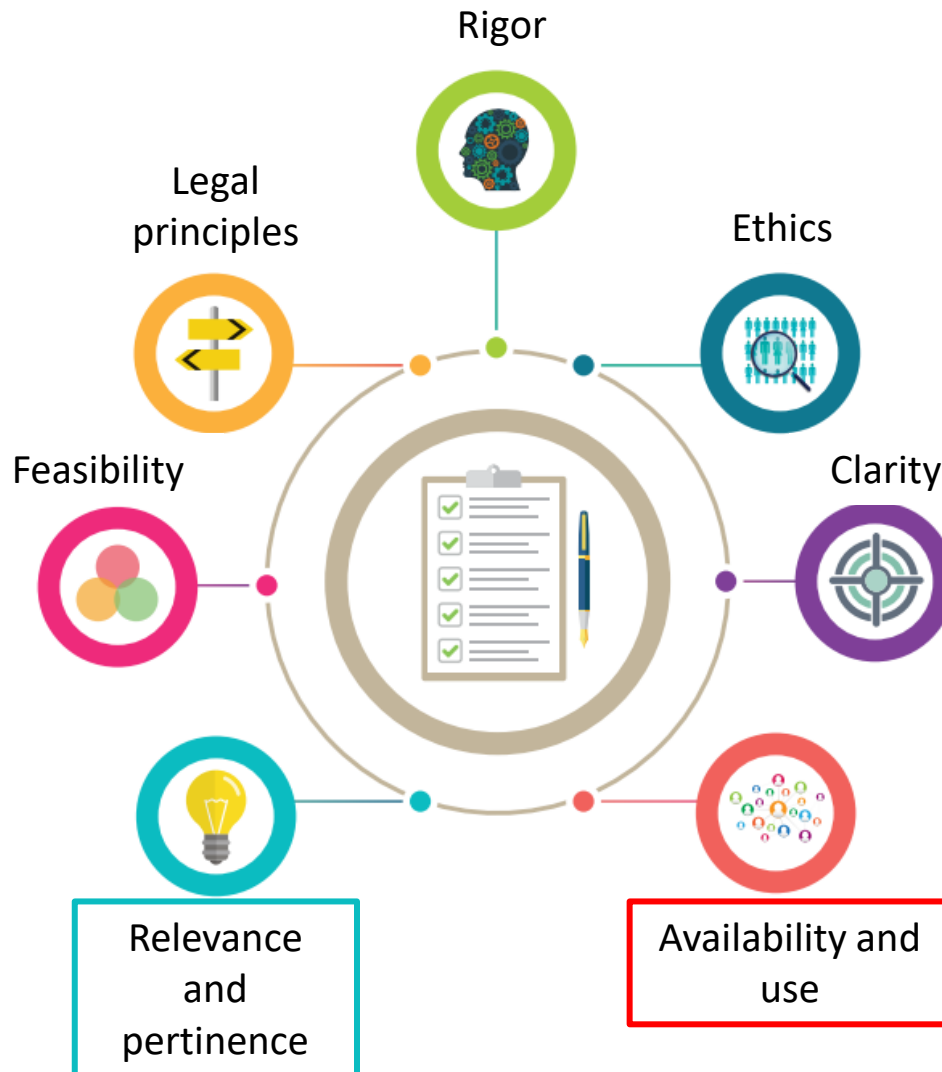 Rigor
Legal
principles
Ethics
Feasibility
Clarity
Relevance
and
pertinence
Availability and
use